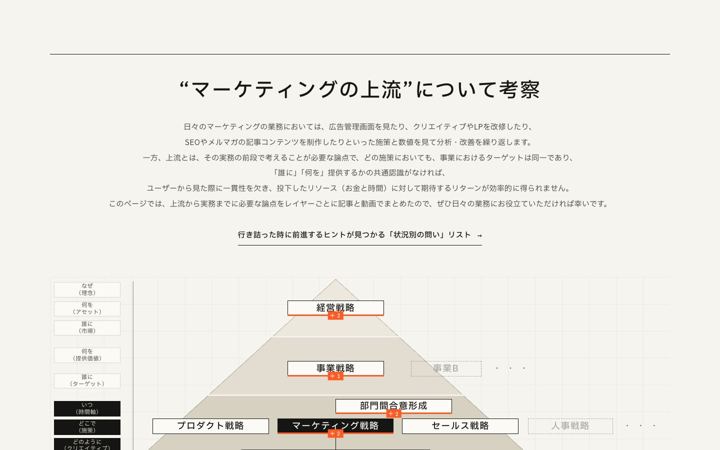 “マーケティングの上流”について考察
日々のマーケティングの業務においては、広告管理画面を見たり、クリエイティブやLPを改修したり、
SEOやメルマガの記事コンテンツを制作したりといった施策と数値を見て分析・改善を繰り返します。
一方、上流とは、その実務の前段で考えることが必要な論点で、どの施策においても、事業におけるターゲットは同一であり、
「誰に」「何を」提供するかの共通認識がなければ、
ユーザーから見た際に一貫性を欠き、投下したリソース（お金と時間）に対して期待するリターンが効率的に得られません。
このページでは、上流から実務までに必要な論点をレイヤーごとに記事と動画でまとめたので、ぜひ日々の業務にお役立ていただければ幸いです。
行き詰った時に前進するヒントが見つかる「状況別の問い」リスト →
なぜ
（理念）
何を
（アセット）
誰に
（市場）
何を
（提供価値）
誰に
（ターゲット）
いつ
（時間軸）
どこで
（施策）
どのように
（クリエイティブ）
経営戦略
事業戦略
事業B
・ ・ ・
部門間合意形成
プロダクト戦略
マーケティング戦略
セールス戦略
人事戦略
・ ・ ・